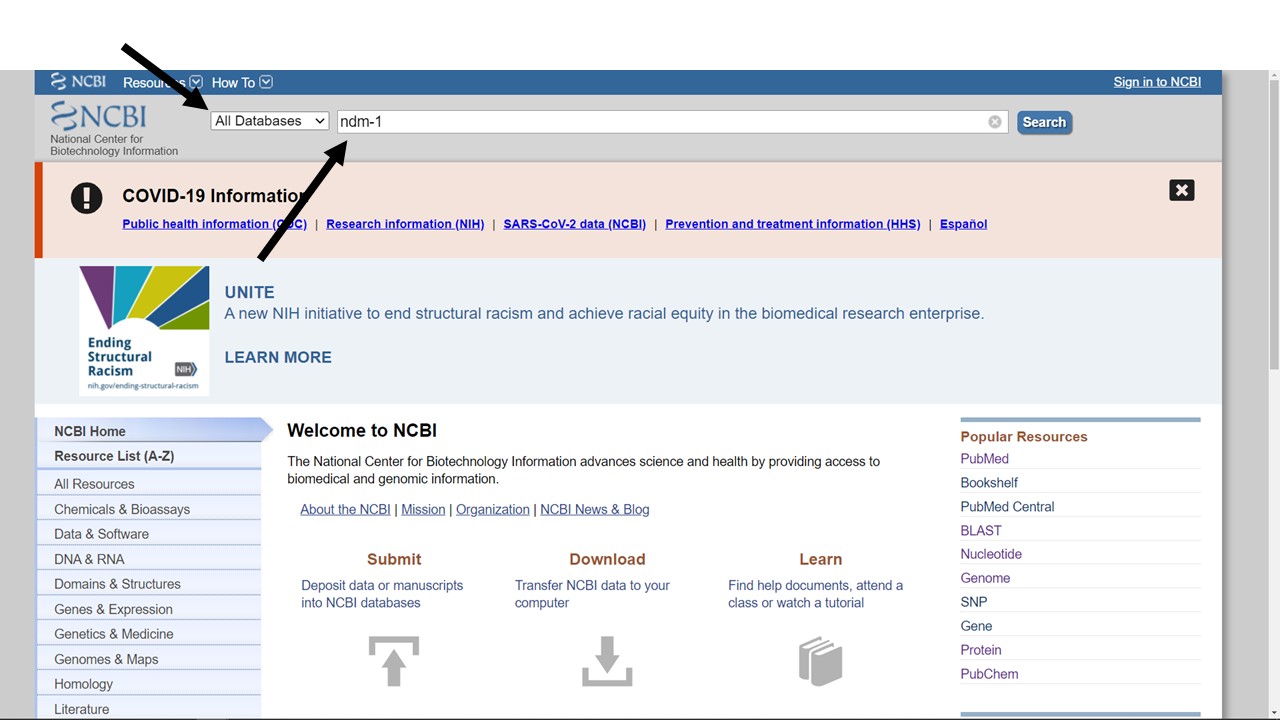 NCBI Resources How To Sign in to NCBI
NCBI All Databases ndm-1 Search
National Center for
Biotechnology Information
COVID-19 Information
Public health information (CDC) | Research information (NIH) | SARS-CoV-2 data (NCBI) | Prevention and treatment information (HHS) | Español
Ending
Structural
Racism NIH
nih.gov/ending-structural-racism
UNITE
A new NIH initiative to end structural racism and achieve racial equity in the biomedical research enterprise.
LEARN MORE
NCBI Home
Resource List (A-Z)
All Resources
Chemicals & Bioassays
Data & Software
DNA & RNA
Domains & Structures
Genes & Expression
Genetics & Medicine
Genomes & Maps
Homology
Literature
Welcome to NCBI
The National Center for Biotechnology Information advances science and health by providing access to
biomedical and genomic information.
About the NCBI | Mission | Organization | NCBI News & Blog
Submit
Deposit data or manuscripts
into NCBI databases
Download
Transfer NCBI data to your
computer
Learn
Find help documents, attend a
class or watch a tutorial
Popular Resources
PubMed
Bookshelf
PubMed Central
BLAST
Nucleotide
Genome
SNP
Gene
Protein
PubChem